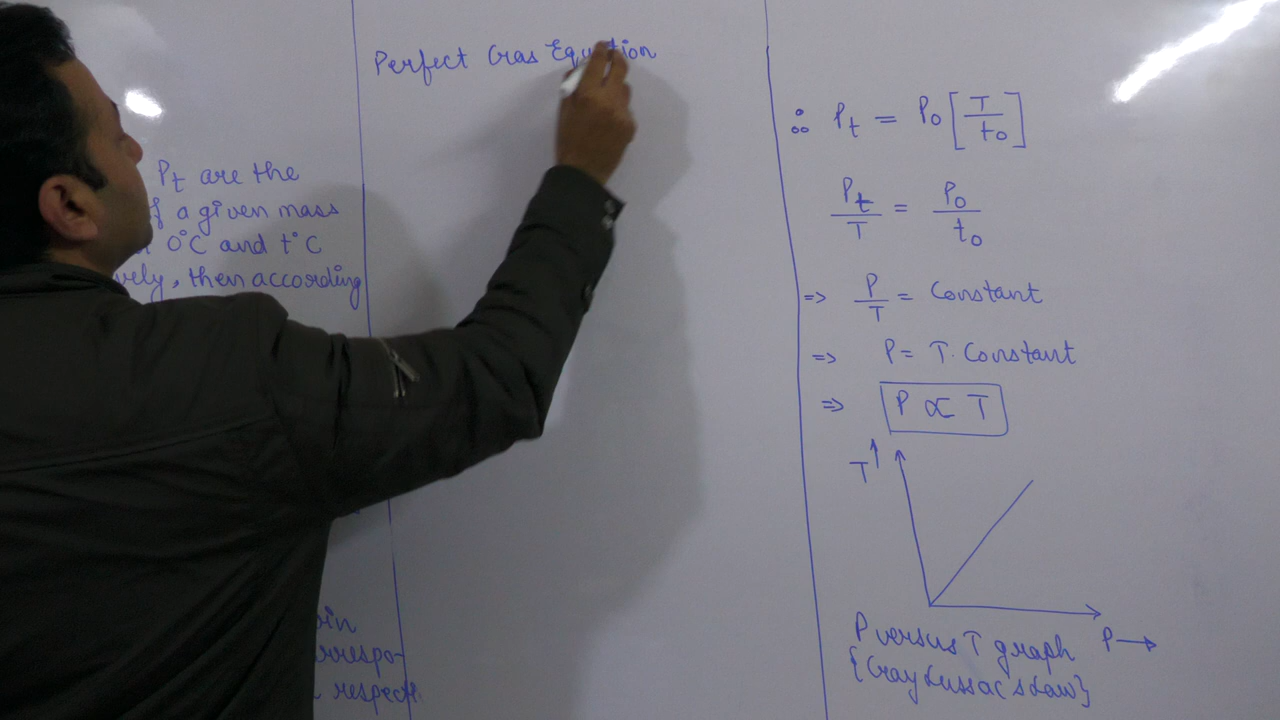 Pt are the
a given mass
0°C and t°C
then according
respect
Perfect Gas Equation
∴ Pt = P0 [T/t0]
Pt/T = P0/t0
=> P/T = Constant
=> P = T. Constant
=> P ∝ T
T↑
P→
P versus T graph
{Gay Lussac's Law}